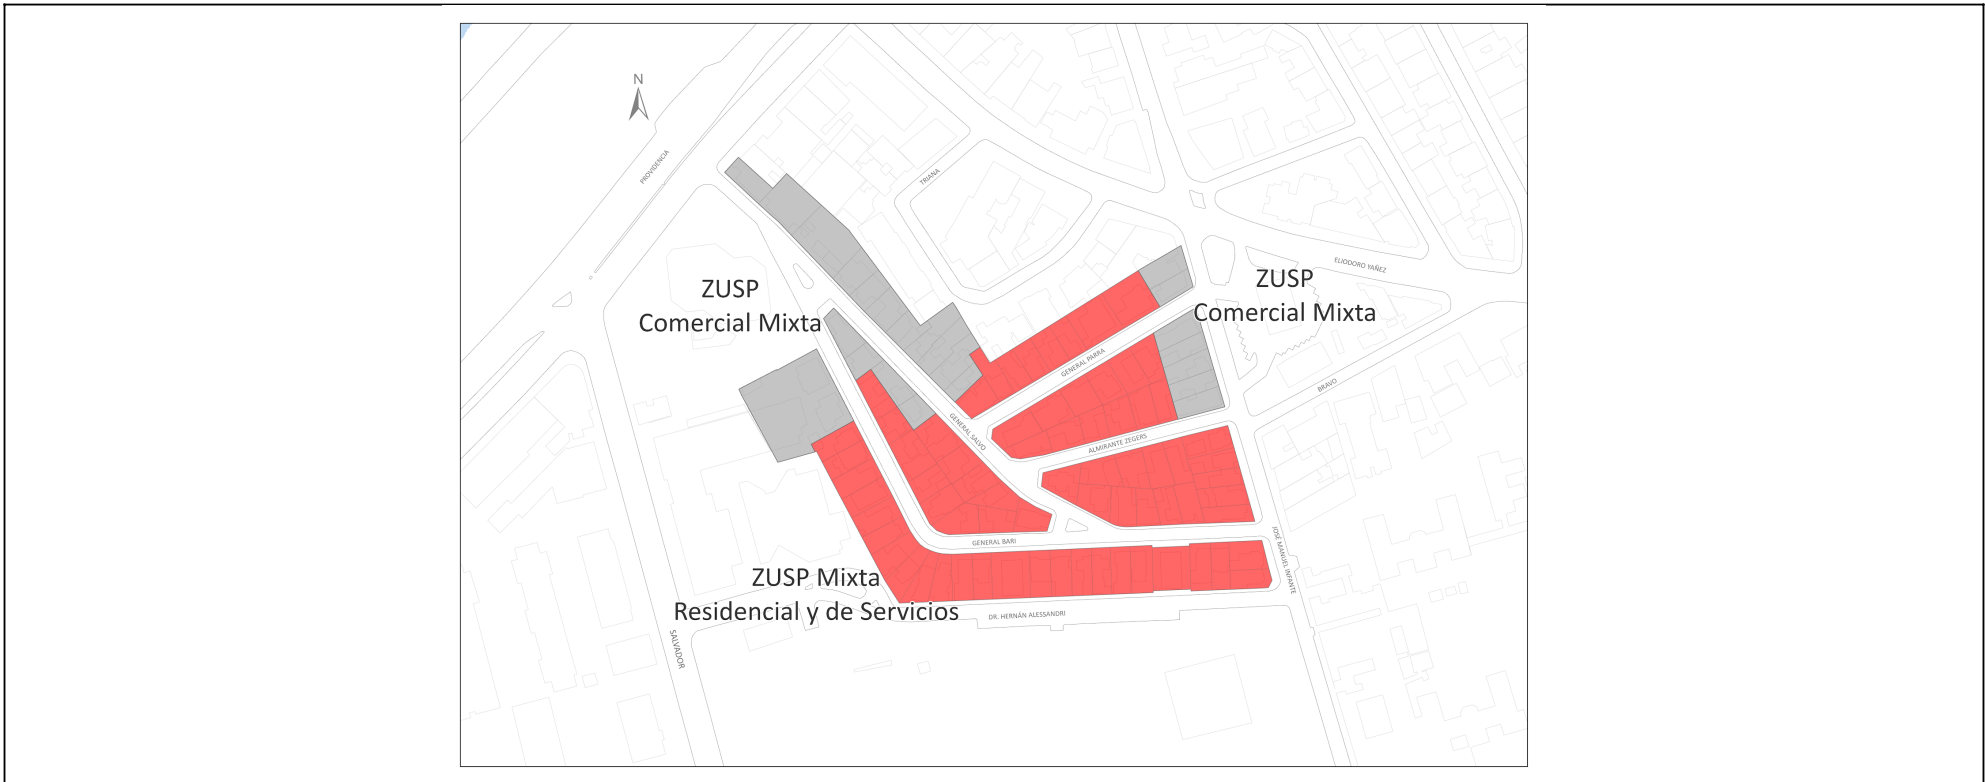 N
PROVIDENCIA
TRIANA
ELIODORO YAÑEZ
ZUSP
Comercial Mixta
ZUSP
Comercial Mixta
GENERAL PARRA
BRAVO
GENERAL SALVO
ALMIRANTE ZEGERS
GENERAL BARI
JOSÉ MANUEL INFANTE
ZUSP Mixta
Residencial y de Servicios
DR. HERNÁN ALESSANDRI
SALVADOR